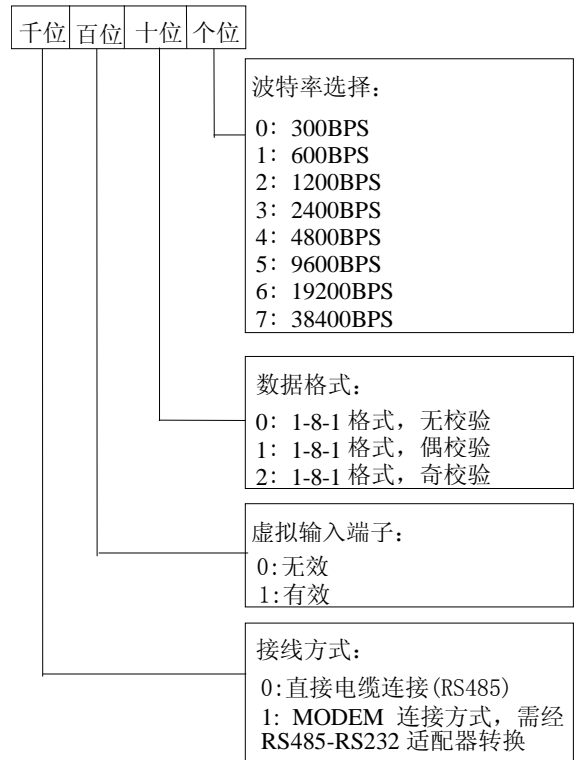 千位 百位 十位 个位
波特率选择：
0：300BPS
1：600BPS
2：1200BPS
3：2400BPS
4：4800BPS
5：9600BPS
6：19200BPS
7：38400BPS
数据格式：
0：1-8-1 格式，无校验
1：1-8-1 格式，偶校验
2：1-8-1 格式，奇校验
虚拟输入端子：
0:无效
1:有效
接线方式：
0:直接电缆连接(RS485)
1: MODEM 连接方式，需经
RS485-RS232 适配器转换